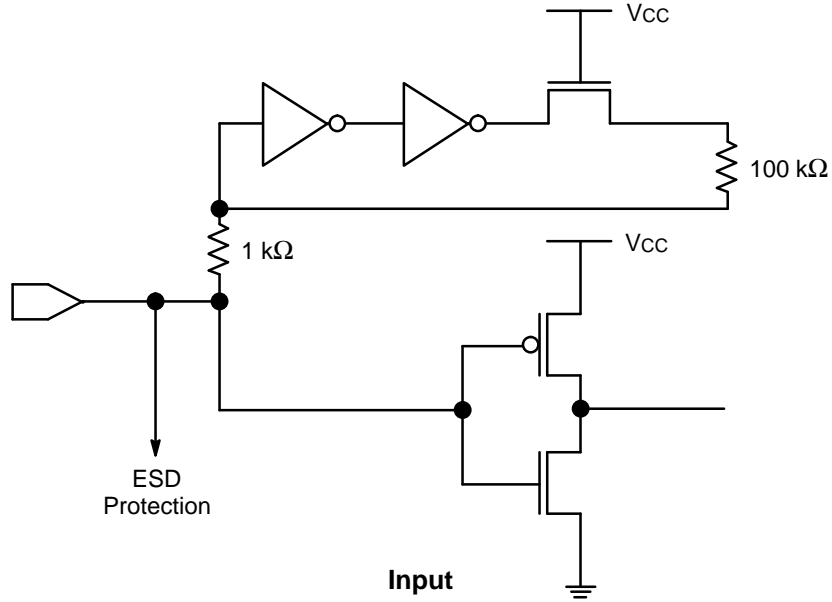 VCC
100 kΩ
1 kΩ
VCC
ESD
Protection
Input